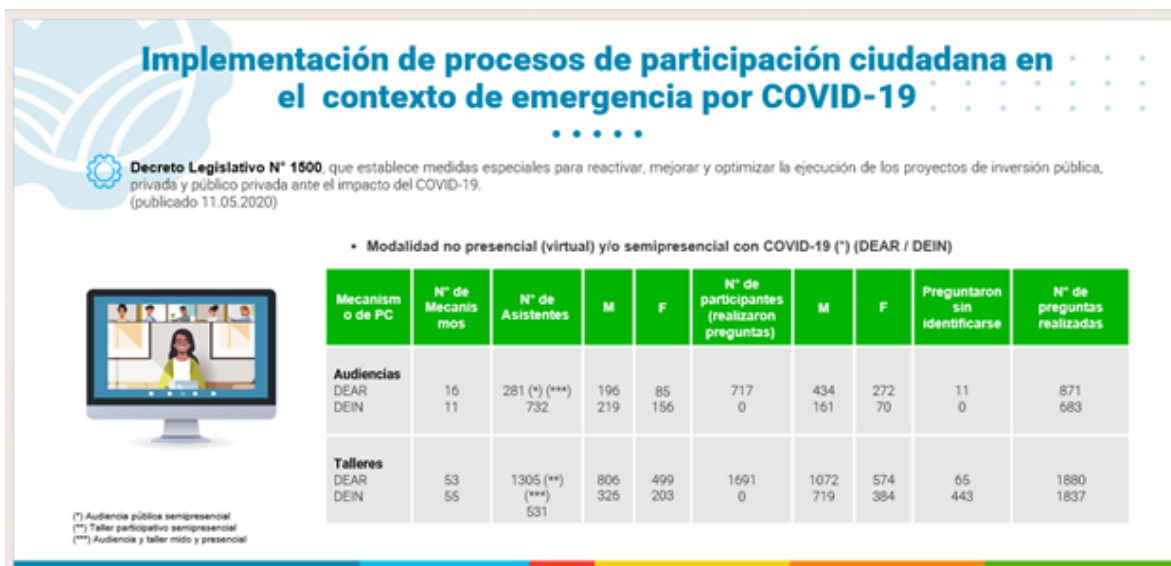 Implementación de procesos de participación ciudadana en
el contexto de emergencia por COVID-19
Decreto Legislativo N° 1500, que establece medidas especiales para reactivar, mejorar y optimizar la ejecución de los proyectos de inversión pública,
privada y público privada ante el impacto del COVID-19.
(publicado 11.05.2020)
• Modalidad no presencial (virtual) y/o semipresencial con COVID-19 (*) (DEAR / DEIN)
Mecanism
o de PC
N° de
Mecanis
mos
N° de
Asistentes
M
F
N° de
participantes
(realizaron
preguntas)
M
F
Preguntaron
sin
identificarse
N° de
preguntas
realizadas
Audiencias
DEAR 16 281 (*) (***) 196 85 717 434 272 11 871
DEIN 11 732 219 156 0 161 70 0 683
Talleres
DEAR 53 1305 (**) 806 499 1691 1072 574 65 1880
DEIN 55 (***) 326 203 0 719 384 443 1837
531
(*) Audiencia pública semipresencial
(**) Taller participativo semipresencial
(***) Audiencia y taller mido y presencial